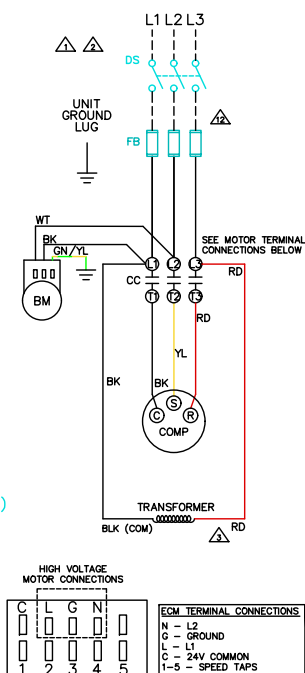 L1 L2 L3
1 2
DS
UNIT
GROUND
LUG
12
FB
WT
BK
GN/YL
SEE MOTOR TERMINAL
CONNECTIONS BELOW
L1 L2 L3
RD
CC
BM
T1 T2 T3
RD
YL
BK
BK
S
C R
COMP
)
TRANSFORMER
BLK (COM)
RD
3
HIGH VOLTAGE
MOTOR CONNECTIONS
C L G N
1 2 3 4 5
ECM TERMINAL CONNECTIONS
N - L2
G - GROUND
L - L1
C - 24V COMMON
1-5 - SPEED TAPS